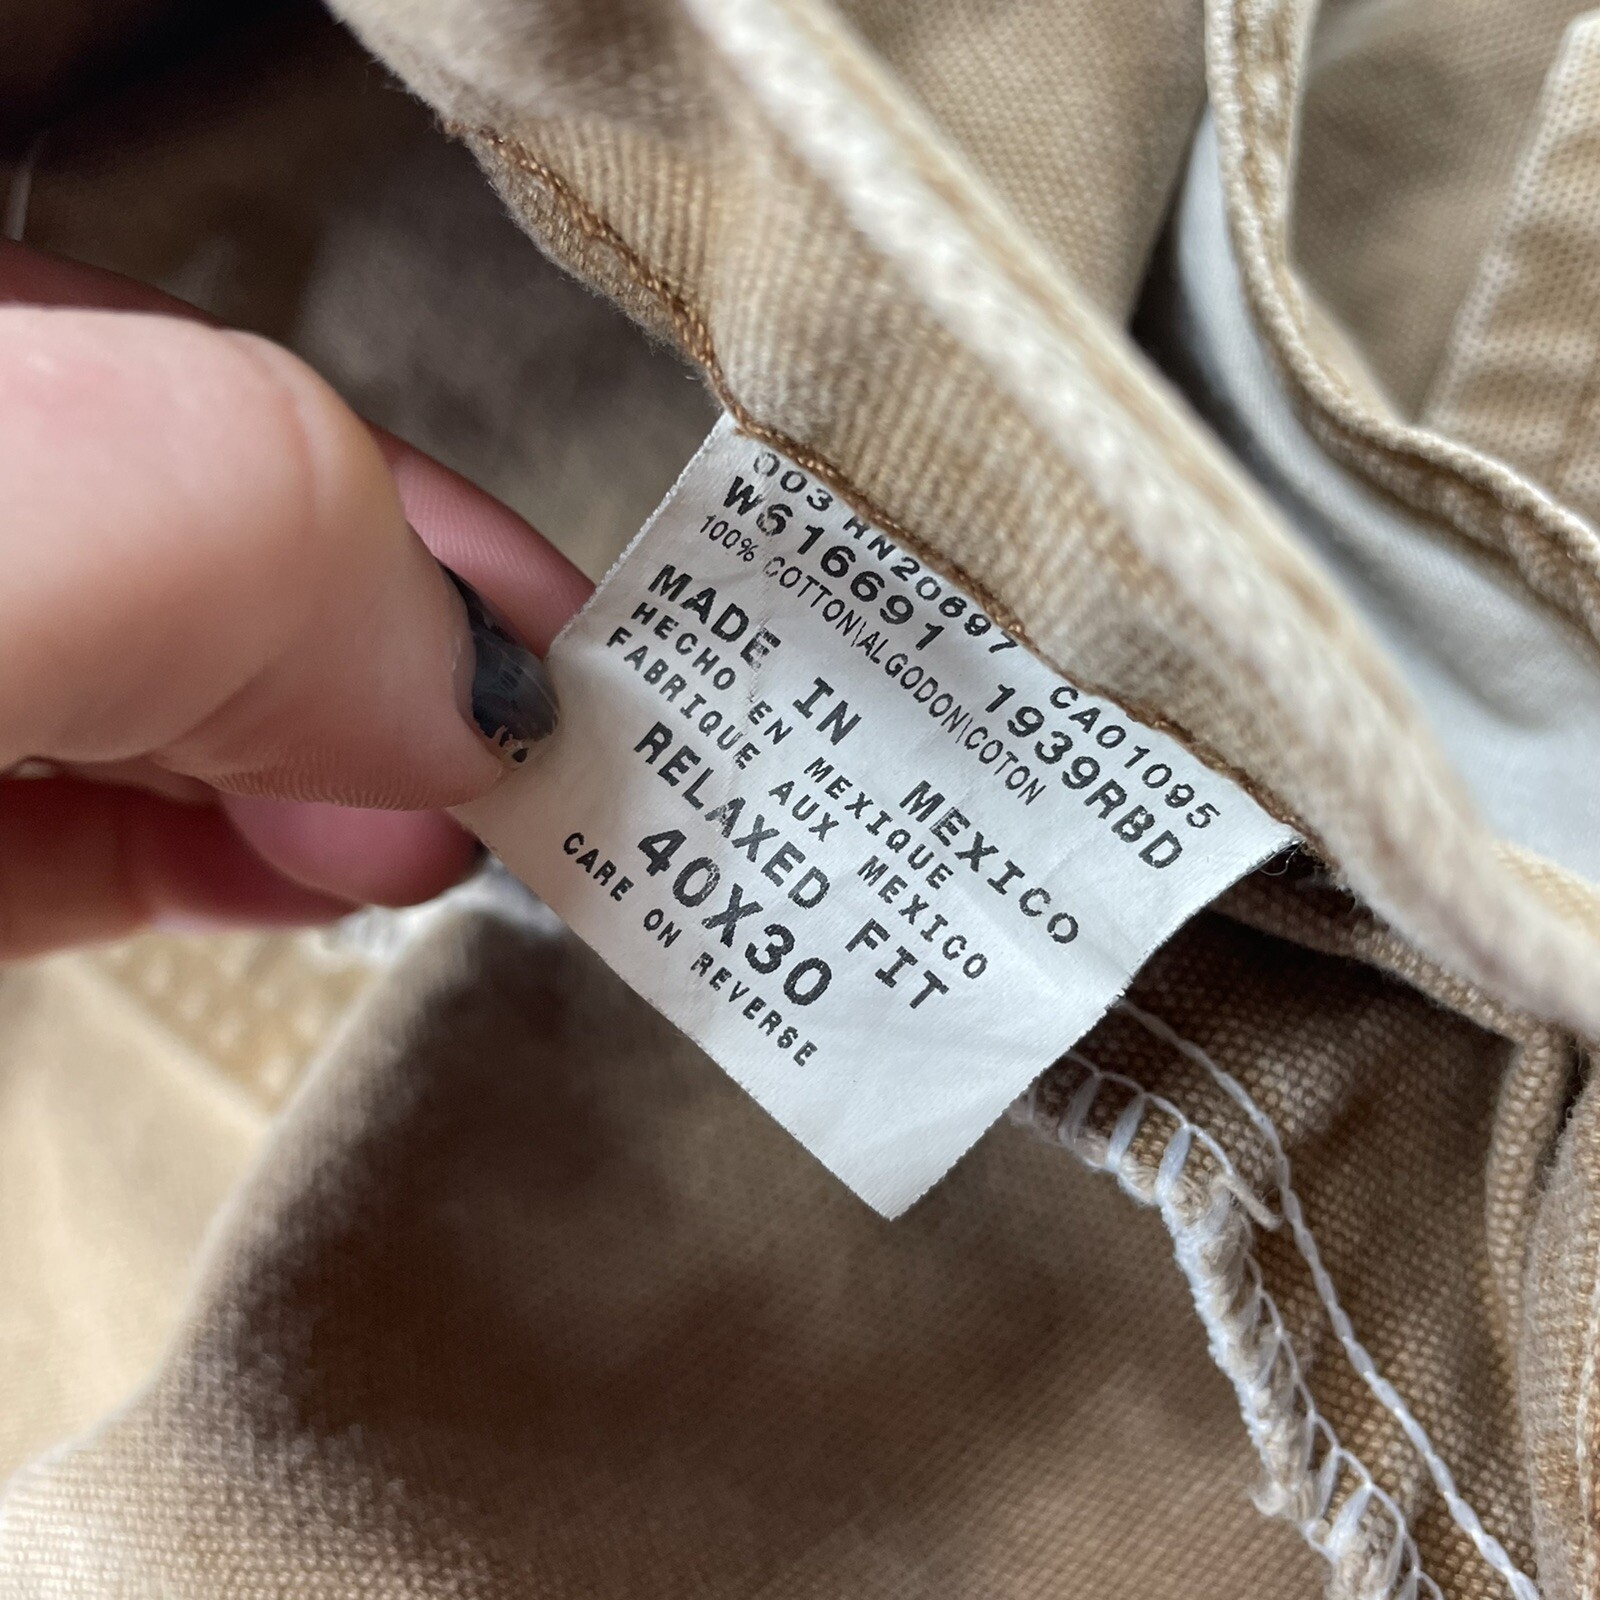 003 RN20697 CA01095
WS16691 1939RBD
100% COTTON\ALGODON\COTON
MADE IN MEXICO
HECHO EN MEXIQUE
FABRIQUE AUX MEXICO
RELAXED FIT
40X30
CARE ON REVERSE